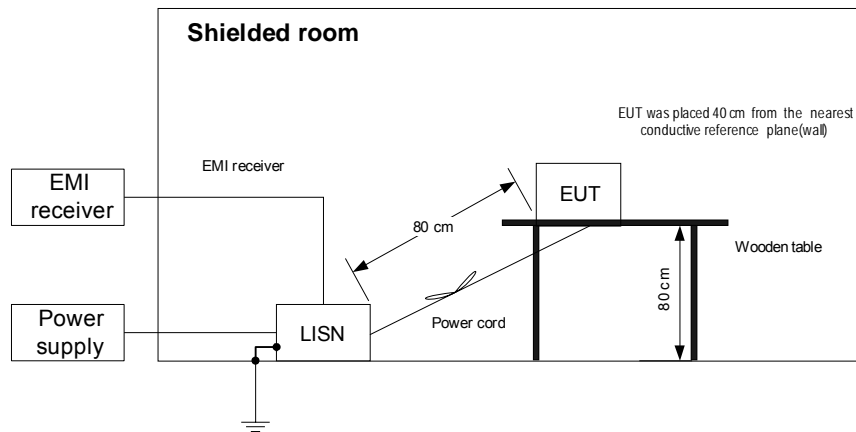 Shielded room
EUT was placed 40 cm from the nearest
conductive reference plane(wall)
EMI receiver
EMI
receiver
EUT
80 cm
Wooden table
80 cm
Power
supply
LISN
Power cord